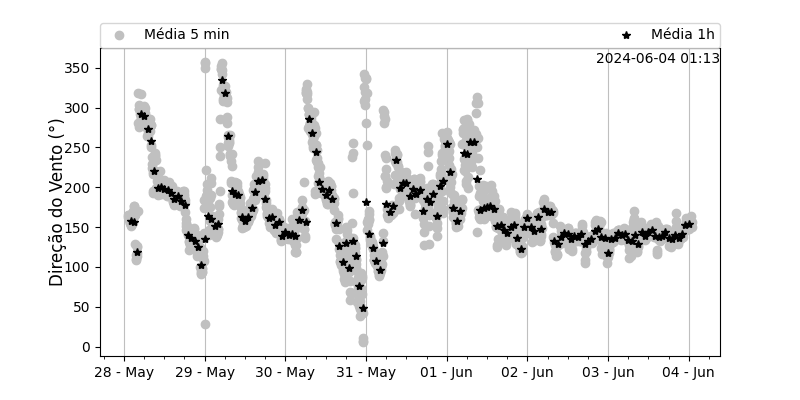 Média 5 min
Média 1h
2024-06-04 01:13
Direção do Vento (°)
350
300
250
200
150
100
50
0
28 - May
29 - May
30 - May
31 - May
01 - Jun
02 - Jun
03 - Jun
04 - Jun